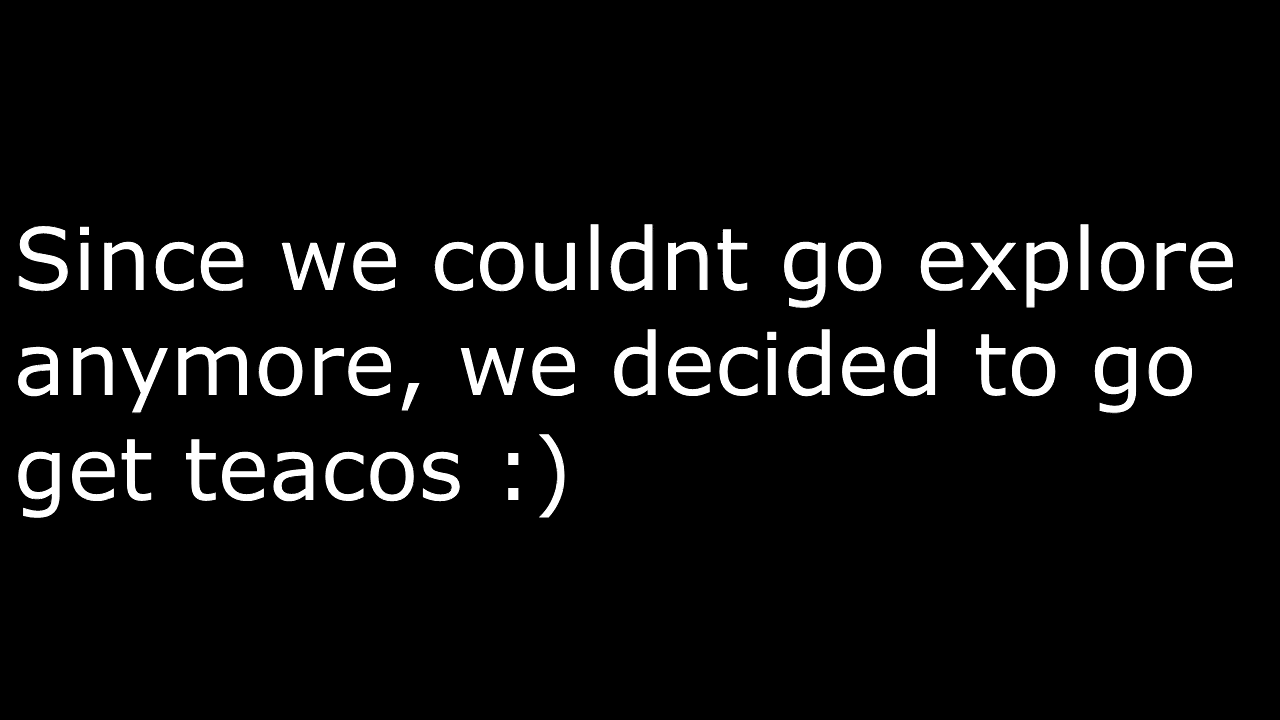 Since we couldnt go explore
anymore, we decided to go
get teacos :)